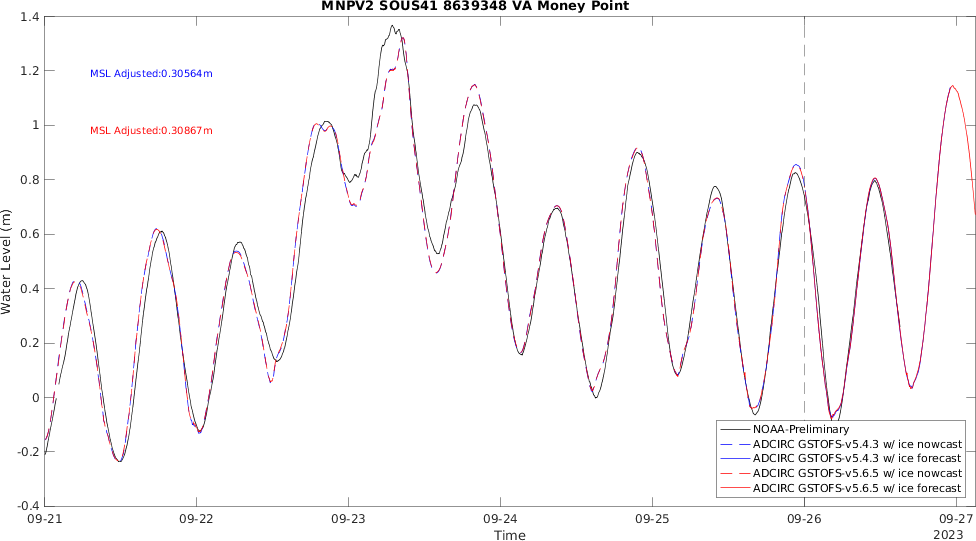 MNPV2 SOUS41 8639348 VA Money Point
1.4
1.2
1
0.8
0.6
0.4
0.2
0
-0.2
-0.4
Water Level (m)
MSL Adjusted:0.30564m
MSL Adjusted:0.30867m
NOAA-Preliminary
ADCIRC GSTOFS-v5.4.3 w/ ice nowcast
ADCIRC GSTOFS-v5.4.3 w/ ice forecast
ADCIRC GSTOFS-v5.6.5 w/ ice nowcast
ADCIRC GSTOFS-v5.6.5 w/ ice forecast
09-21 09-22 09-23 09-24 09-25 09-26 09-27
2023
Time